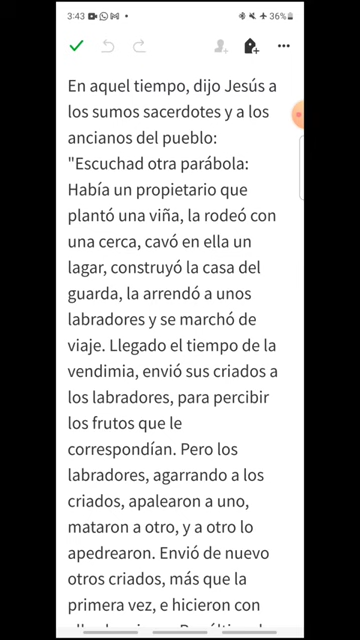 3:43
36%
En aquel tiempo, dijo Jesús a
los sumos sacerdotes y a los
ancianos del pueblo:
"Escuchad otra parábola:
Había un propietario que
plantó una viña, la rodeó con
una cerca, cavó en ella un
lagar, construyó la casa del
guarda, la arrendó a unos
labradores y se marchó de
viaje. Llegado el tiempo de la
vendimia, envió sus criados a
los labradores, para percibir
los frutos que le
correspondían. Pero los
labradores, agarrando a los
criados, apalearon a uno,
mataron a otro, y a otro lo
apedrearon. Envió de nuevo
otros criados, más que la
primera vez, e hicieron con